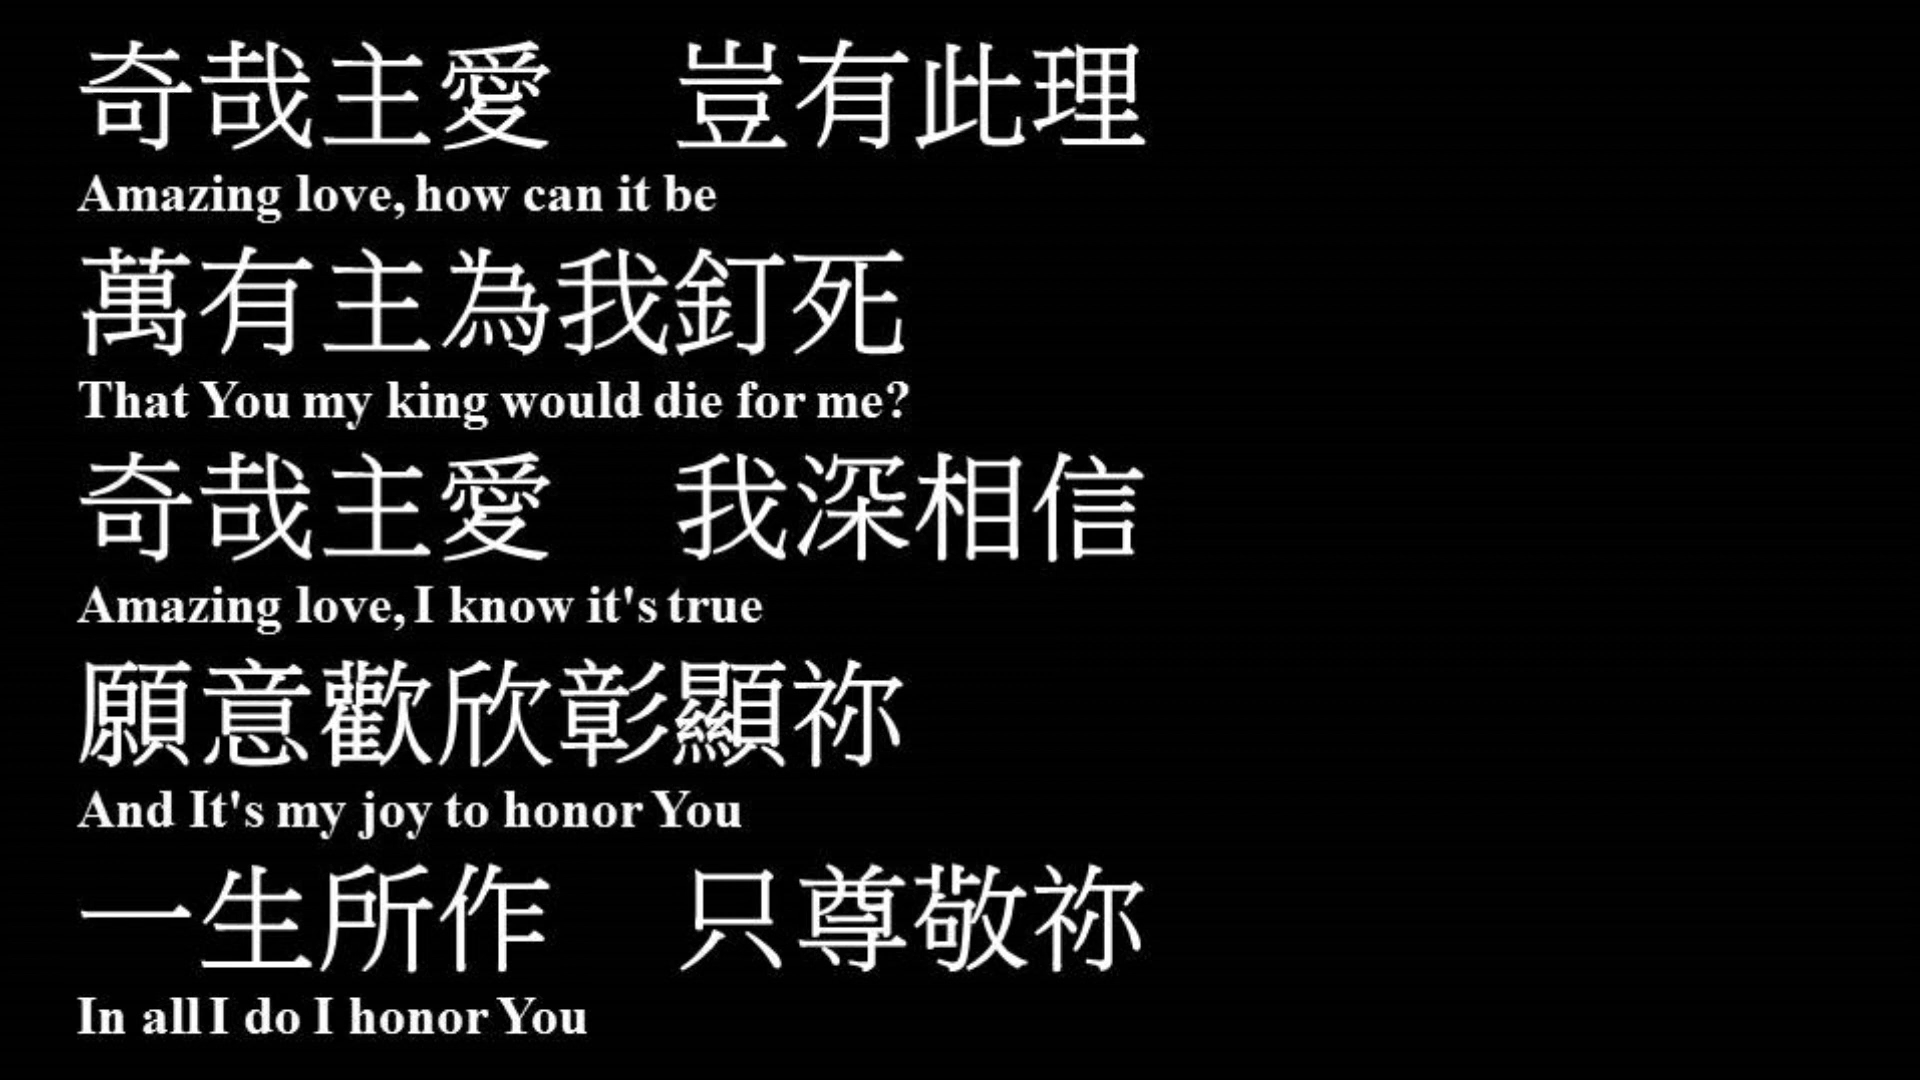 奇哉主愛　豈有此理
Amazing love, how can it be
萬有主為我釘死
That You my king would die for me?
奇哉主愛　我深相信
Amazing love, I know it's true
願意歡欣彰顯祢
And It's my joy to honor You
一生所作　只尊敬祢
In all I do I honor You